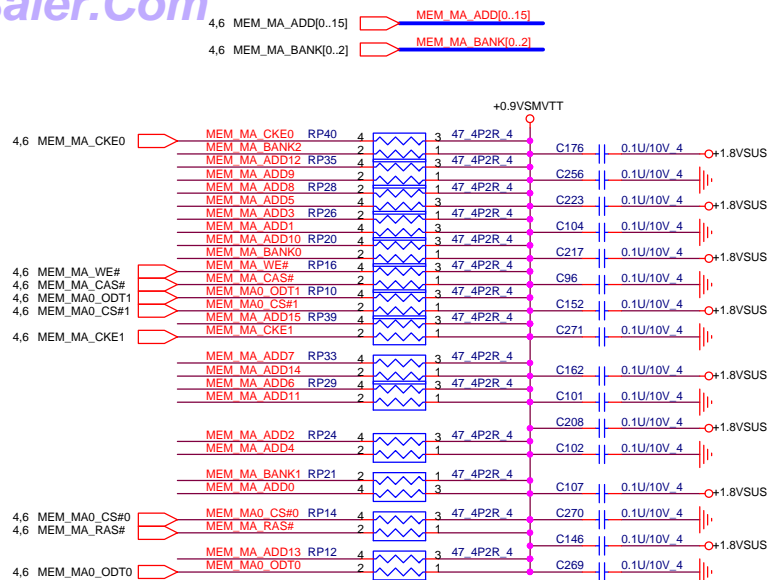 saler.Com
4,6 MEM_MA_ADD[0..15] MEM_MA_ADD[0..15]
4,6 MEM_MA_BANK[0..2] MEM_MA_BANK[0..2]
+0.9VSMVTT
4,6 MEM_MA_CKE0 MEM_MA_CKE0 RP40 4 3 47_4P2R_4
MEM_MA_BANK2 2 1 C176 0.1U/10V_4 +1.8VSUS
MEM_MA_ADD12 RP35 4 3 47_4P2R_4
MEM_MA_ADD9 2 1 C256 0.1U/10V_4
MEM_MA_ADD8 RP28 2 1 47_4P2R_4
MEM_MA_ADD5 4 3 C223 0.1U/10V_4 +1.8VSUS
MEM_MA_ADD3 RP26 2 1 47_4P2R_4
MEM_MA_ADD1 4 3 C104 0.1U/10V_4
MEM_MA_ADD10 RP20 4 3 47_4P2R_4
MEM_MA_BANK0 2 1 C217 0.1U/10V_4 +1.8VSUS
4,6 MEM_MA_WE# MEM_MA_WE# RP16 4 3 47_4P2R_4
4,6 MEM_MA_CAS# MEM_MA_CAS# 2 1 C96 0.1U/10V_4
4,6 MEM_MA0_ODT1 MEM_MA0_ODT1 RP10 4 3 47_4P2R_4
4,6 MEM_MA0_CS#1 MEM_MA0_CS#1 2 1 C152 0.1U/10V_4 +1.8VSUS
MEM_MA_ADD15 RP39 4 3 47_4P2R_4
4,6 MEM_MA_CKE1 MEM_MA_CKE1 2 1 C271 0.1U/10V_4
MEM_MA_ADD7 RP33 4 3 47_4P2R_4
MEM_MA_ADD14 2 1 C162 0.1U/10V_4 +1.8VSUS
MEM_MA_ADD6 RP29 4 3 47_4P2R_4
MEM_MA_ADD11 2 1 C101 0.1U/10V_4
C208 0.1U/10V_4 +1.8VSUS
MEM_MA_ADD2 RP24 4 3 47_4P2R_4
MEM_MA_ADD4 2 1 C102 0.1U/10V_4
MEM_MA_BANK1 RP21 2 1 47_4P2R_4
MEM_MA_ADD0 4 3 C107 0.1U/10V_4 +1.8VSUS
4,6 MEM_MA0_CS#0 MEM_MA0_CS#0 RP14 4 3 47_4P2R_4 C270 0.1U/10V_4
4,6 MEM_MA_RAS# MEM_MA_RAS# 2 1
C146 0.1U/10V_4 +1.8VSUS
MEM_MA_ADD13 RP12 4 3 47_4P2R_4
4,6 MEM_MA0_ODT0 MEM_MA0_ODT0 2 1 C269 0.1U/10V_4